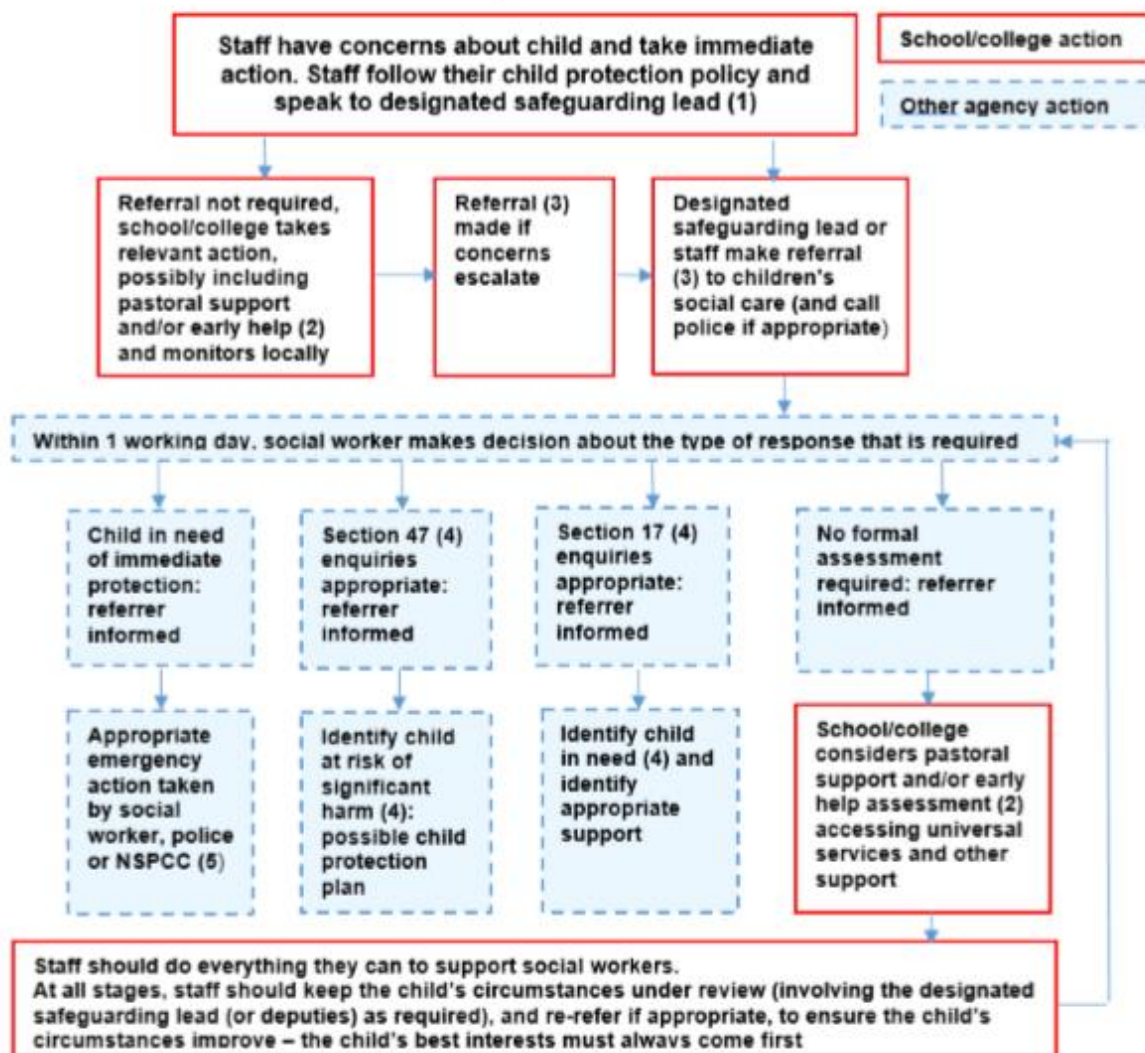 Staff have concerns about child and take immediate
action. Staff follow their child protection policy and
speak to designated safeguarding lead (1)
School/college action
Other agency action
Referral not required,
school/college takes
relevant action,
possibly including
pastoral support
and/or early help (2)
and monitors locally
Referral (3)
made if
concerns
escalate
Designated
safeguarding lead or
staff make referral
(3) to children's
social care (and call
police if appropriate)
Within 1 working day, social worker makes decision about the type of response that is required
Child in need
of immediate
protection:
referrer
informed
Section 47 (4)
enquiries
appropriate:
referrer
informed
Section 17 (4)
enquiries
appropriate:
referrer
informed
No formal
assessment
required: referrer
informed
Appropriate
emergency
action taken
by social
worker, police
or NSPCC (5)
Identify child
at risk of
significant
harm (4):
possible child
protection
plan
Identify child
in need (4) and
identify
appropriate
support
School/college
considers pastoral
support and/or early
help assessment (2)
accessing universal
services and other
support
Staff should do everything they can to support social workers.
At all stages, staff should keep the child's circumstances under review (involving the designated
safeguarding lead (or deputies) as required), and re-refer if appropriate, to ensure the child's
circumstances improve – the child's best interests must always come first